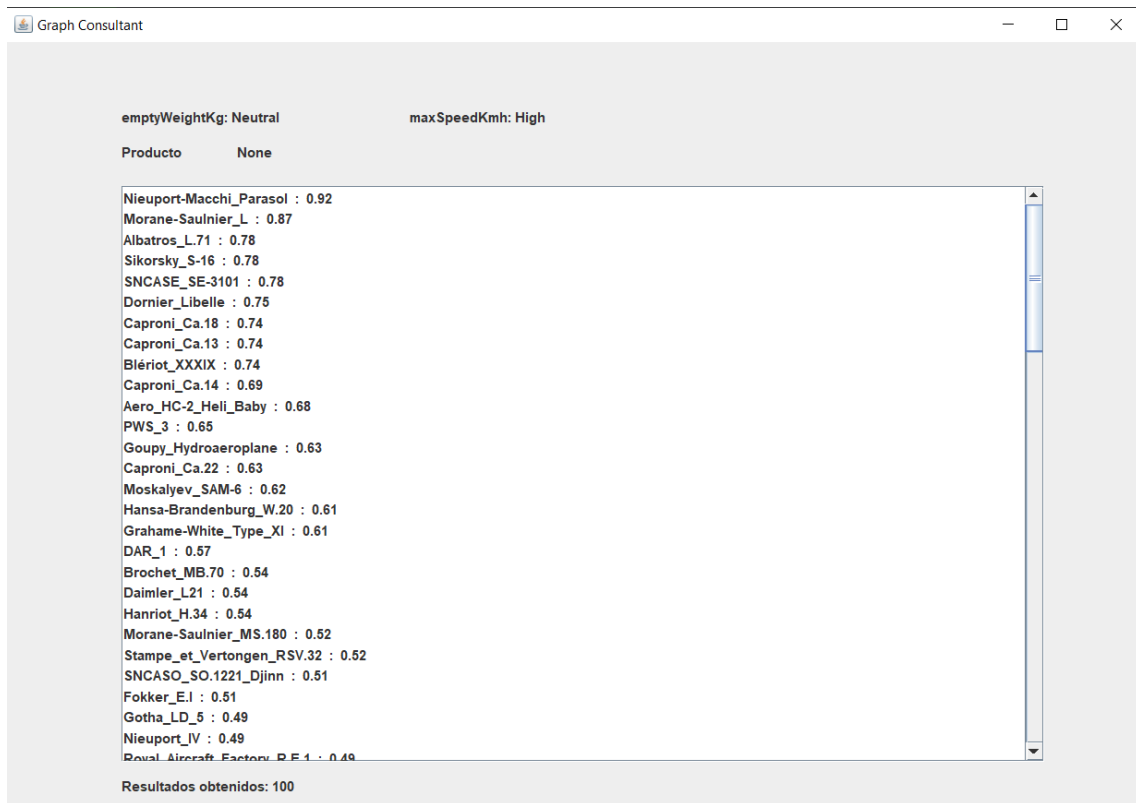 Graph Consultant
emptyWeightKg: Neutral maxSpeedKmh: High
Producto None
Nieuport-Macchi_Parasol : 0.92
Morane-Saulnier_L : 0.87
Albatros_L.71 : 0.78
Sikorsky_S-16 : 0.78
SNCASE_SE-3101 : 0.78
Dornier_Libelle : 0.75
Caproni_Ca.18 : 0.74
Caproni_Ca.13 : 0.74
Blériot_XXXIX : 0.74
Caproni_Ca.14 : 0.69
Aero_HC-2_Heli_Baby : 0.68
PWS_3 : 0.65
Goupy_Hydroaeroplane : 0.63
Caproni_Ca.22 : 0.63
Moskalyev_SAM-6 : 0.62
Hansa-Brandenburg_W.20 : 0.61
Grahame-White_Type_XI : 0.61
DAR_1 : 0.57
Brochet_MB.70 : 0.54
Daimler_L21 : 0.54
Hanriot_H.34 : 0.54
Morane-Saulnier_MS.180 : 0.52
Stampe_et_Vertongen_RSV.32 : 0.52
SNCASO_SO.1221_Djinn : 0.51
Fokker_E.I : 0.51
Gotha_LD_5 : 0.49
Nieuport_IV : 0.49
Royal_Aircraft_Factory_R.E.1 : 0.49
Resultados obtenidos: 100